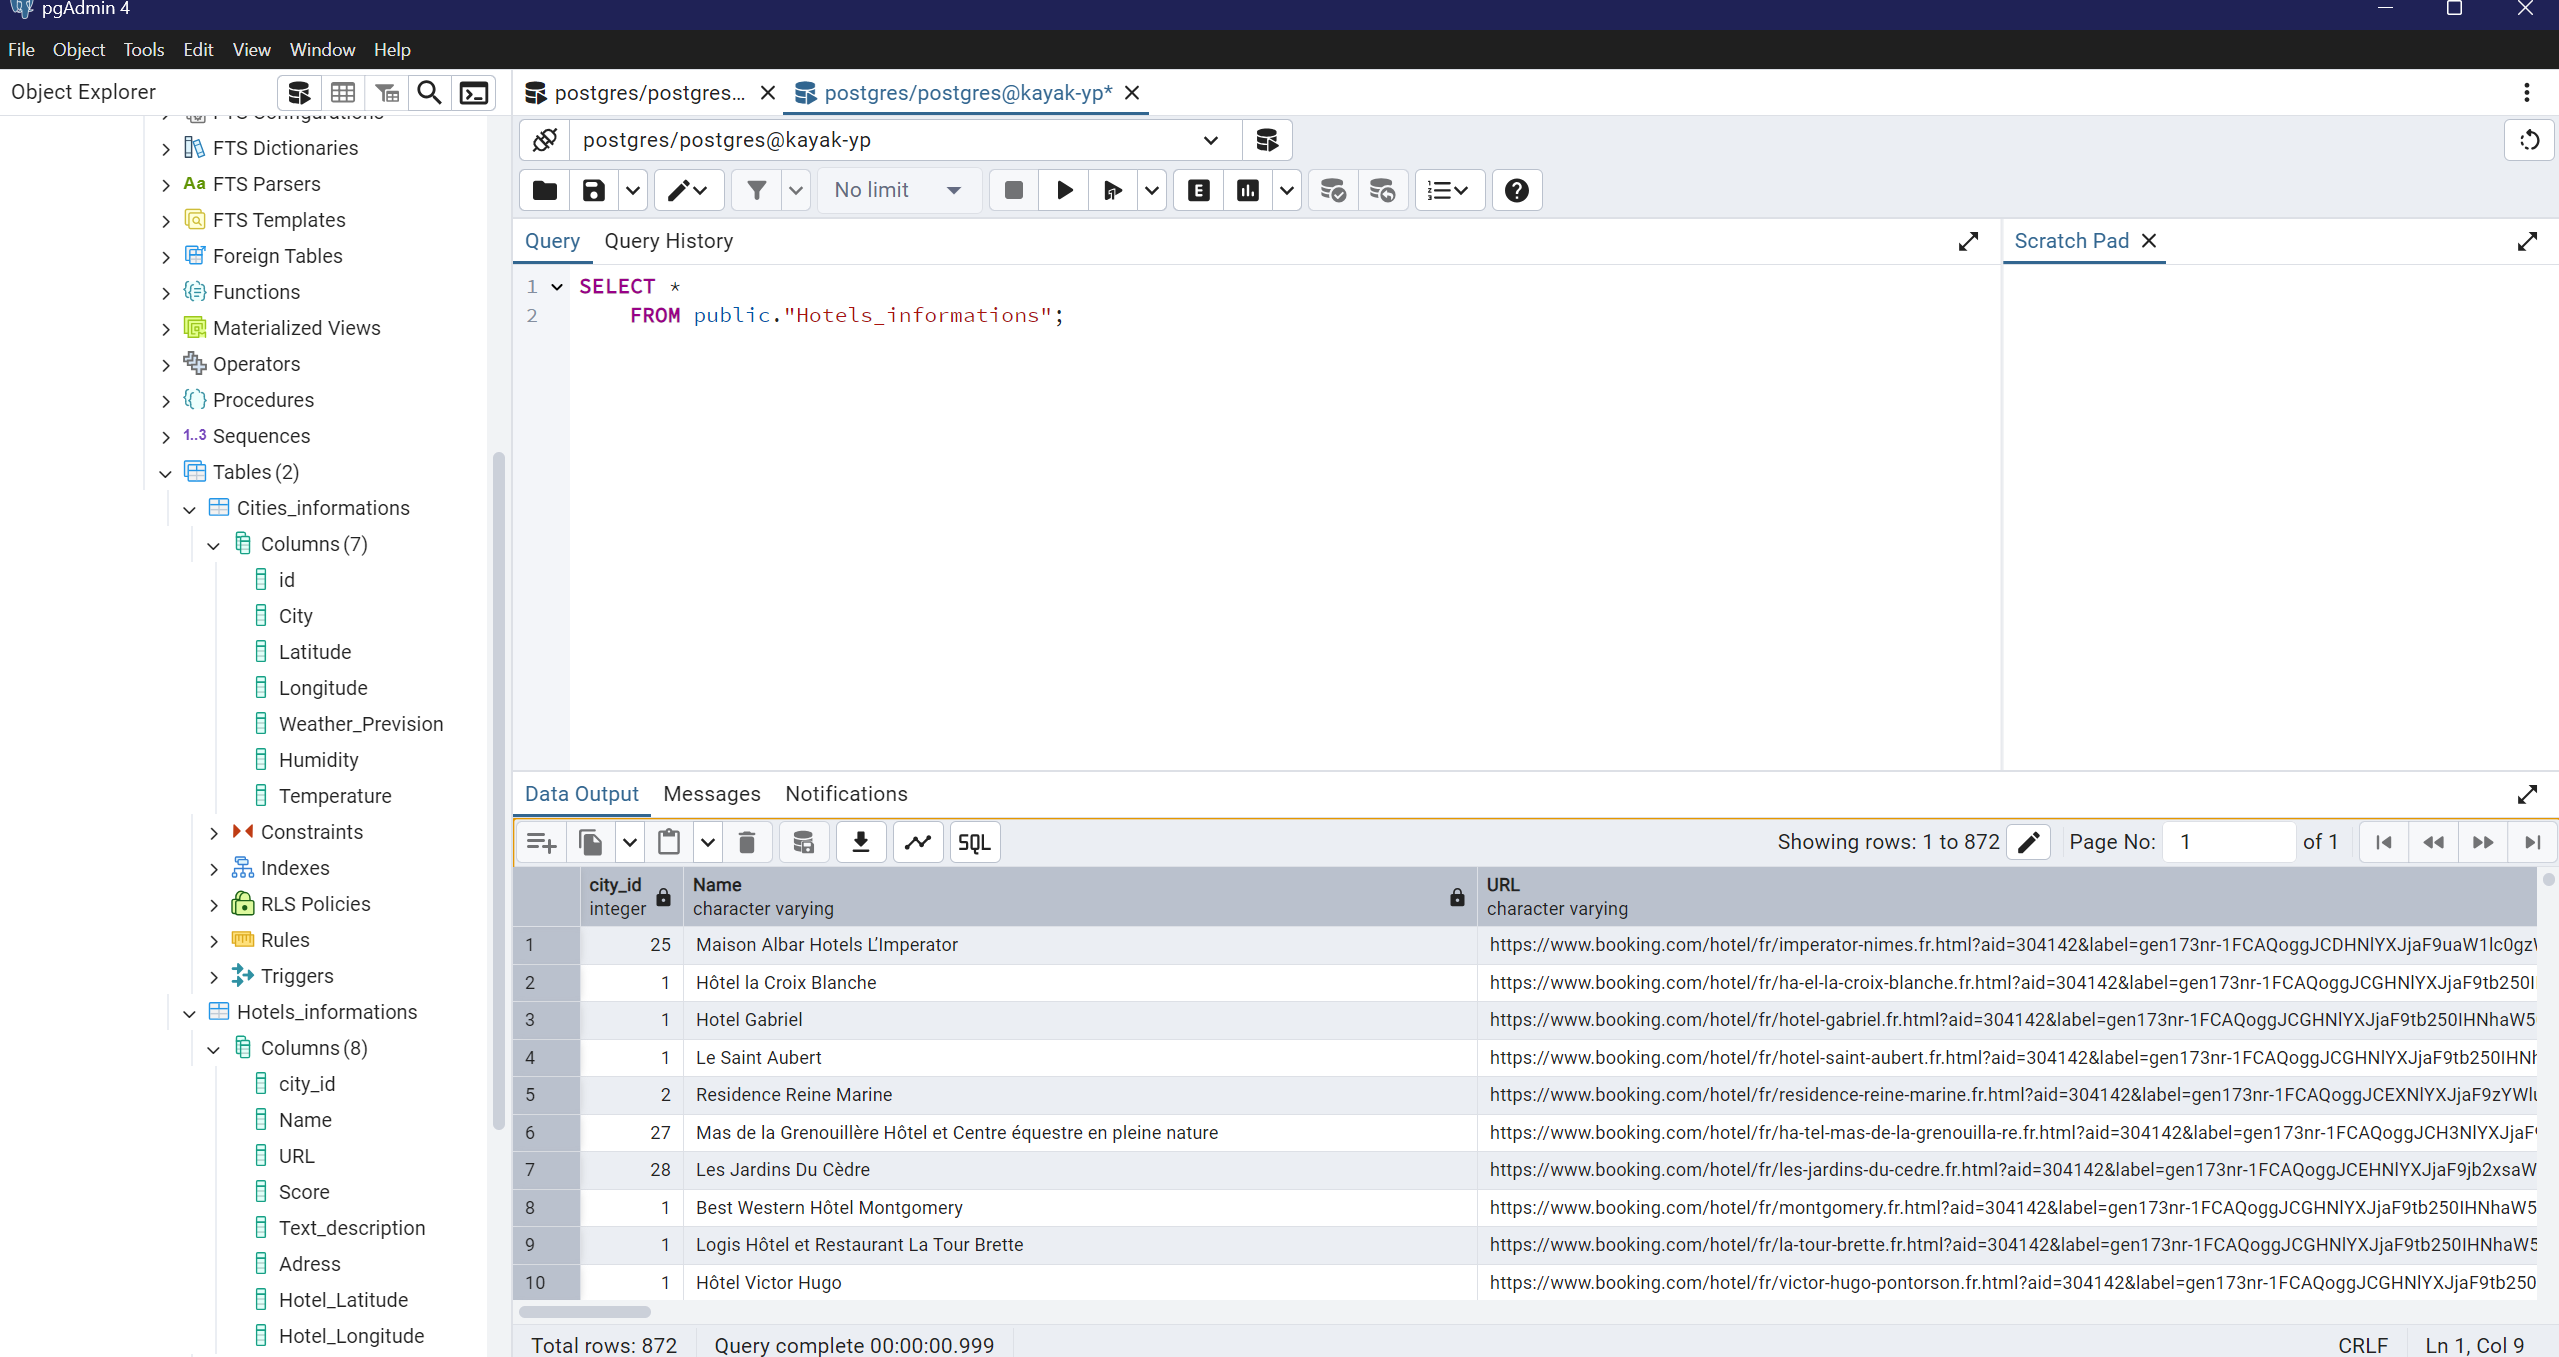 pgAdmin 4
File Object Tools Edit View Window Help
Object Explorer
postgres/postgres...
postgres/postgres@kayak-yp*
postgres/postgres@kayak-yp
No limit
Query Query History
Scratch Pad
1 SELECT *
2 FROM public."Hotels_informations";
FTS Configurations
FTS Dictionaries
Aa FTS Parsers
FTS Templates
Foreign Tables
Functions
Materialized Views
Operators
Procedures
1..3 Sequences
Tables (2)
Cities_informations
Columns (7)
id
City
Latitude
Longitude
Weather_Prevision
Humidity
Temperature
Constraints
Indexes
RLS Policies
Rules
Triggers
Hotels_informations
Columns (8)
city_id
Name
URL
Score
Text_description
Adress
Hotel_Latitude
Hotel_Longitude
Data Output Messages Notifications
SQL
Showing rows: 1 to 872 Page No: 1 of 1
city_id Name URL
integer character varying character varying
1 25 Maison Albar Hotels L’Imperator https://www.booking.com/hotel/fr/imperator-nimes.fr.html?aid=304142&label=gen173nr-1FCAQoggJCDHNlYXJjaF9uaW1lc0gz
2 1 Hôtel la Croix Blanche https://www.booking.com/hotel/fr/ha-el-la-croix-blanche.fr.html?aid=304142&label=gen173nr-1FCAQoggJCGHNlYXJjaF9tb250I
3 1 Hotel Gabriel https://www.booking.com/hotel/fr/hotel-gabriel.fr.html?aid=304142&label=gen173nr-1FCAQoggJCGHNlYXJjaF9tb250IHNhaW5
4 1 Le Saint Aubert https://www.booking.com/hotel/fr/hotel-saint-aubert.fr.html?aid=304142&label=gen173nr-1FCAQoggJCGHNlYXJjaF9tb250IHN
5 2 Residence Reine Marine https://www.booking.com/hotel/fr/residence-reine-marine.fr.html?aid=304142&label=gen173nr-1FCAQoggJCEXNlYXJjaF9zYWl
6 27 Mas de la Grenouillère Hôtel et Centre équestre en pleine nature https://www.booking.com/hotel/fr/ha-tel-mas-de-la-grenouilla-re.fr.html?aid=304142&label=gen173nr-1FCAQoggJCH3NlYXJjaF
7 28 Les Jardins Du Cèdre https://www.booking.com/hotel/fr/les-jardins-du-cedre.fr.html?aid=304142&label=gen173nr-1FCAQoggJCEHNlYXJjaF9jb2xsaW
8 1 Best Western Hôtel Montgomery https://www.booking.com/hotel/fr/montgomery.fr.html?aid=304142&label=gen173nr-1FCAQoggJCGHNlYXJjaF9tb250IHNhaW5
9 1 Logis Hôtel et Restaurant La Tour Brette https://www.booking.com/hotel/fr/la-tour-brette.fr.html?aid=304142&label=gen173nr-1FCAQoggJCGHNlYXJjaF9tb250IHNhaW5
10 1 Hôtel Victor Hugo https://www.booking.com/hotel/fr/victor-hugo-pontorson.fr.html?aid=304142&label=gen173nr-1FCAQoggJCGHNlYXJjaF9tb250
Total rows: 872 Query complete 00:00:00.999 CRLF Ln 1, Col 9